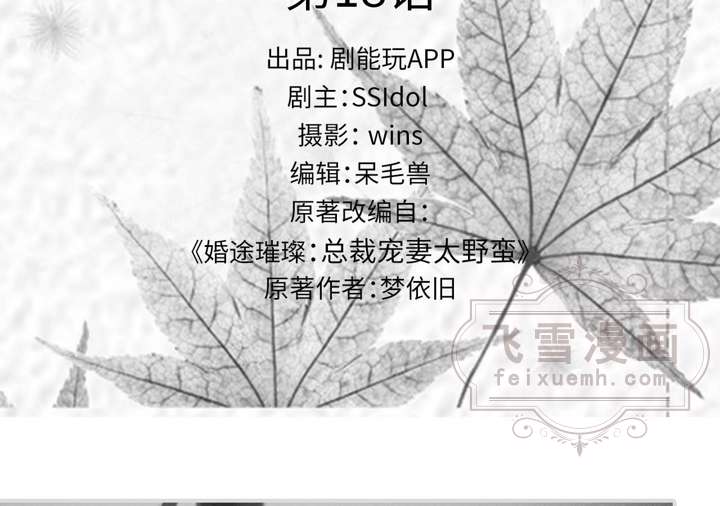 出品: 剧能玩APP
剧主：SSIdol
摄影： wins
编辑：呆毛兽
原著改编自：
《婚途璀璨：总裁宠妻太野蛮》
原著作者：梦依旧
飞雪漫画
feixuemh.com